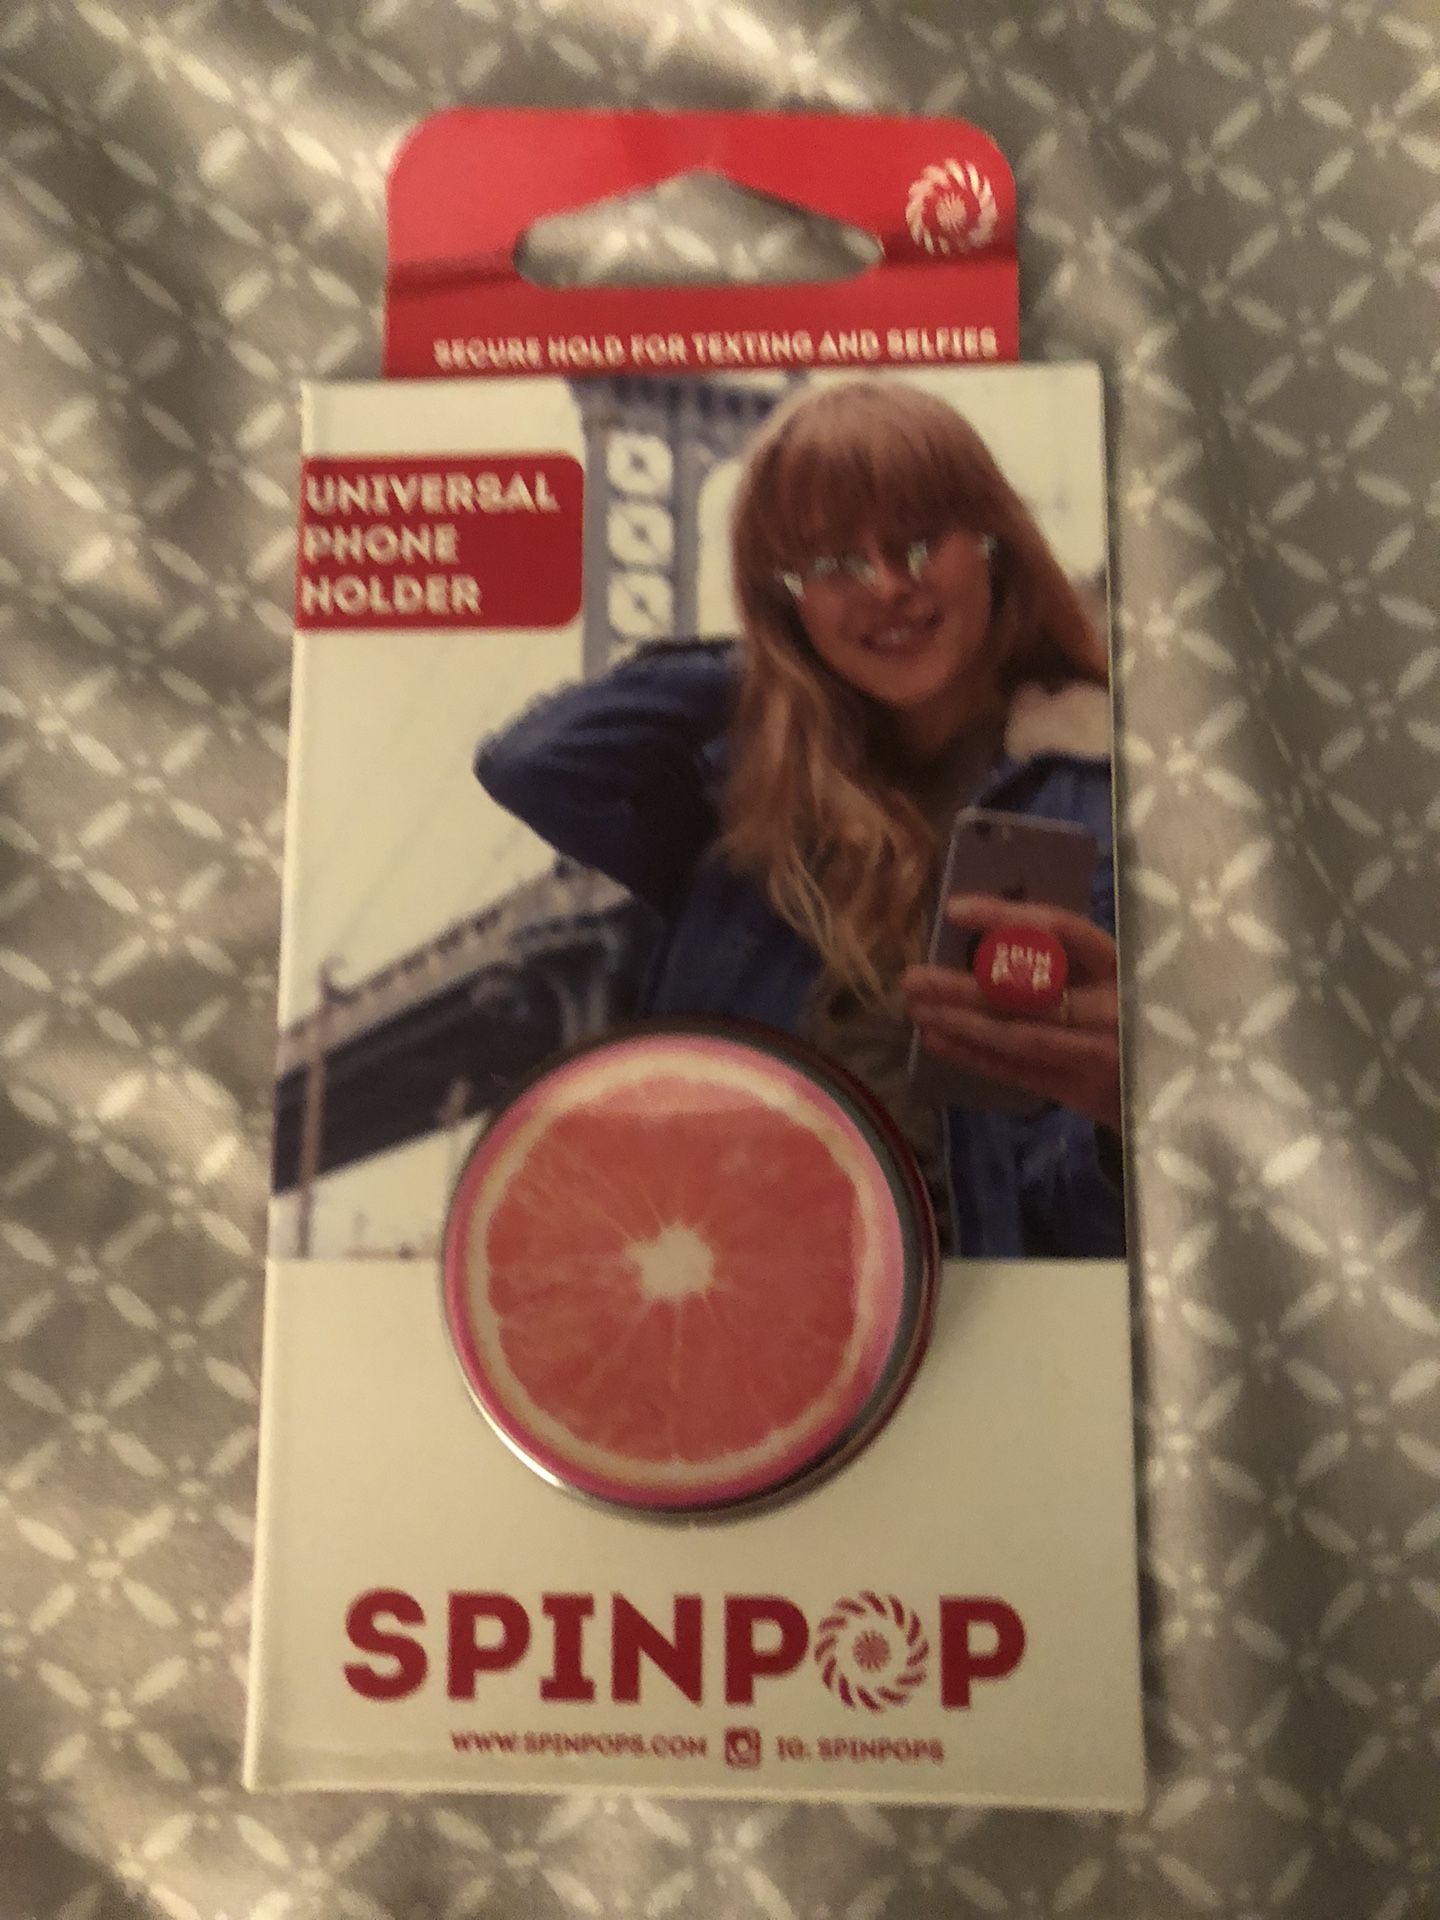 SECURE HOLD FOR TEXTING AND SELFIES
UNIVERSAL
PHONE
HOLDER
SPIN
POP
SPINPOP
WWW.SPINPOPS.COM IG: SPINPOPS